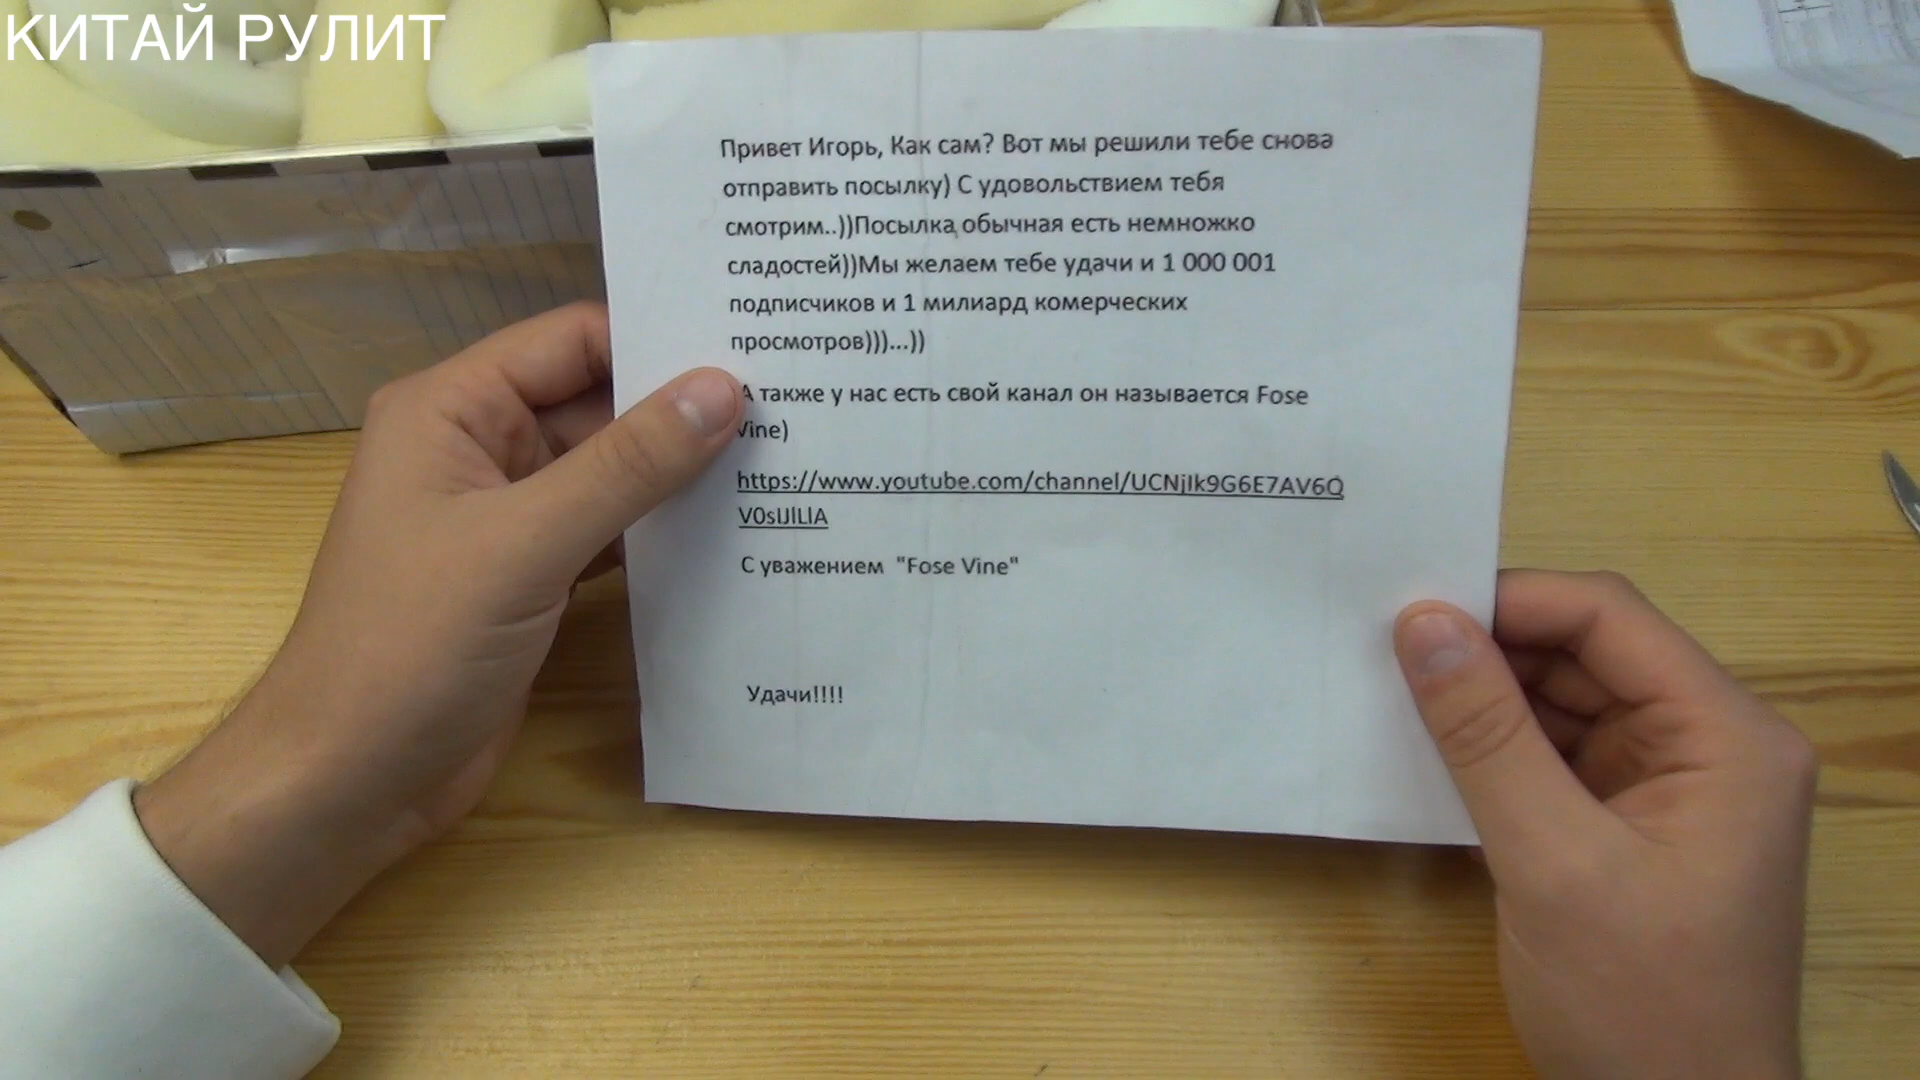 КИТАЙ РУЛИТ
Привет Игорь, Как сам? Вот мы решили тебе снова
отправить посылку) С удовольствием тебя
смотрим..))Посылка обычная есть немножко
сладостей))Мы желаем тебе удачи и 1 000 001
подписчиков и 1 милиард комерческих
просмотров)))...))
А также у нас есть свой канал он называется Fose
Vine)
https://www.youtube.com/channel/UCNjIk9G6E7AV6Q
V0sIJlLlA
С уважением "Fose Vine"
Удачи!!!!